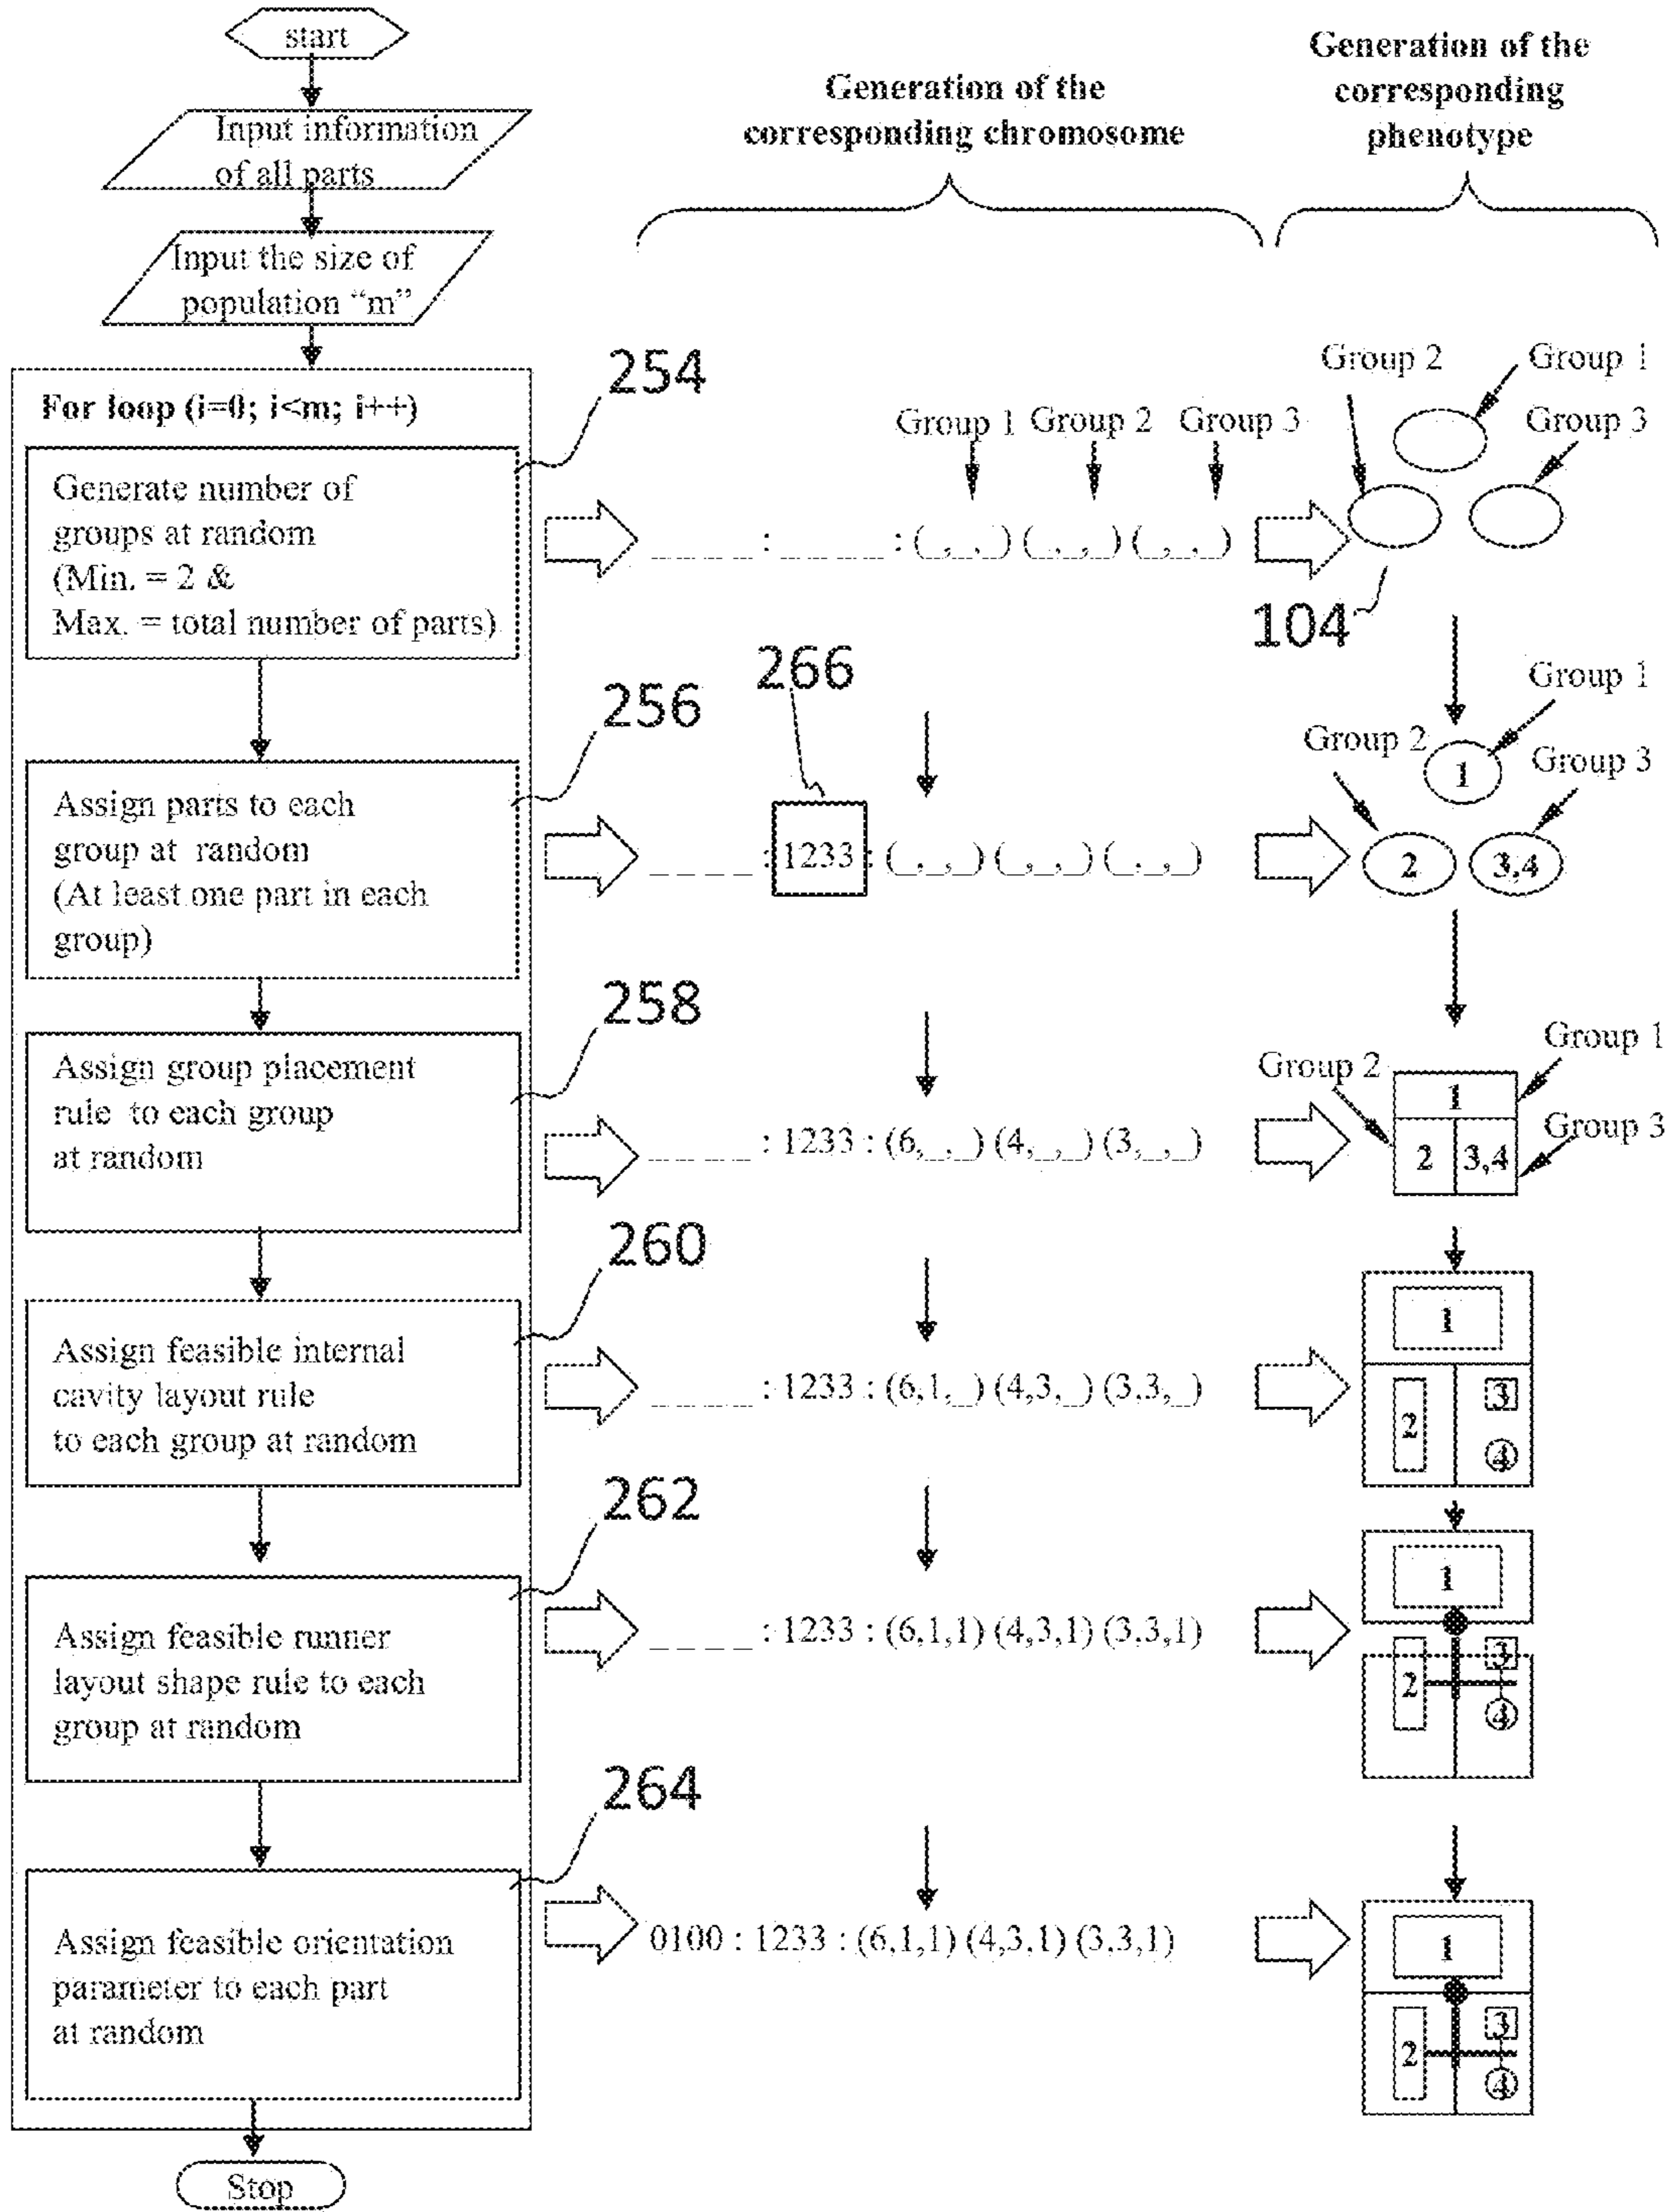 start
Input information
of all parts
Input the size of
population “m”
Generation of the
corresponding chromosome
Generation of the
corresponding
phenotype
For loop (i=0; i<m; i++)
254
Generate number of
groups at random
(Min. = 2 &
Max. = total number of parts)
Group 1 Group 2 Group 3
_ _ _ _ : _ _ _ _ : (_,_,_) (_,_,_) (_,_,_)
Group 2
Group 1
Group 3
104
256
Assign parts to each
group at random
(At least one part in each
group)
266
_ _ _ _ : 1233 : (_,_,_) (_,_,_) (_,_,_)
Group 1
Group 2
Group 3
1
2
3,4
258
Assign group placement
rule to each group
at random
_ _ _ _ : 1233 : (6,_,_) (4,_,_) (3,_,_)
Group 1
Group 2
Group 3
1
2
3,4
260
Assign feasible internal
cavity layout rule
to each group at random
_ _ _ _ : 1233 : (6,1,_) (4,3,_) (3,3,_)
1
2
3
4
262
Assign feasible runner
layout shape rule to each
group at random
_ _ _ _ : 1233 : (6,1,1) (4,3,1) (3,3,1)
1
2
3
4
264
Assign feasible orientation
parameter to each part
at random
0100 : 1233 : (6,1,1) (4,3,1) (3,3,1)
1
2
3
4
Stop